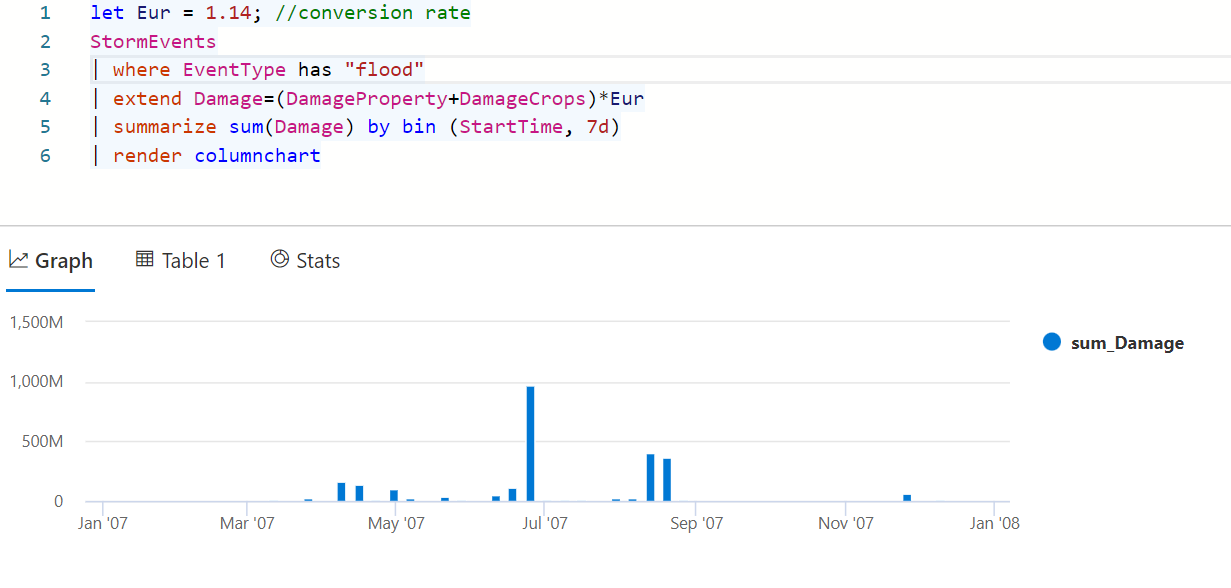 1 let Eur = 1.14; //conversion rate
2 StormEvents
3 | where EventType has "flood"
4 | extend Damage=(DamageProperty+DamageCrops)*Eur
5 | summarize sum(Damage) by bin (StartTime, 7d)
6 | render columnchart
Graph Table 1 Stats
1,500M
sum_Damage
1,000M
500M
0
Jan '07 Mar '07 May '07 Jul '07 Sep '07 Nov '07 Jan '08